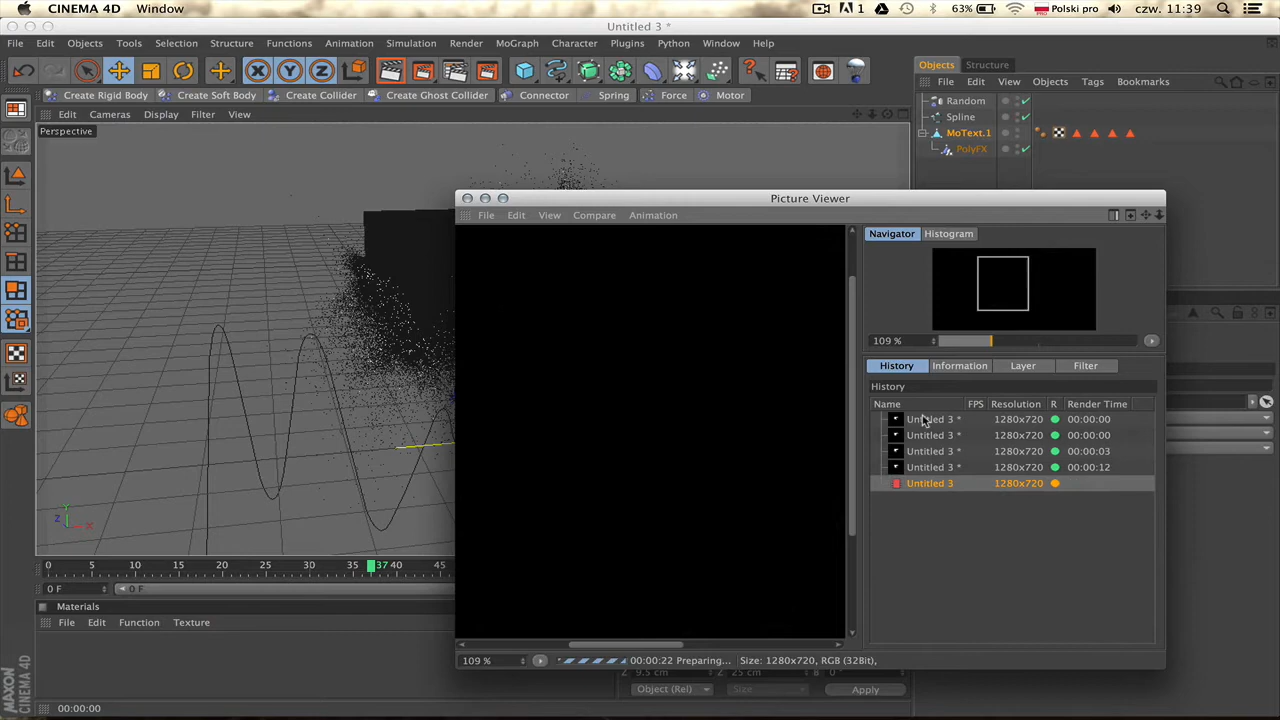 CINEMA 4D Window 1 63% Polski pro czw. 11:39
Untitled 3 *
File Edit Objects Tools Selection Structure Functions Animation Simulation Render MoGraph Character Plugins Python Window Help
Objects Structure
File Edit View Objects Tags Bookmarks
Create Rigid Body Create Soft Body Create Collider Create Ghost Collider Connector Spring Force Motor
Random
Edit Cameras Display Filter View
Spline
Perspective
MoText.1
PolyFX
Picture Viewer
File Edit View Compare Animation
Navigator Histogram
109 %
History Information Layer Filter
History
Name FPS Resolution R Render Time
Untitled 3 * 1280x720 00:00:00
Untitled 3 * 1280x720 00:00:00
Untitled 3 * 1280x720 00:00:03
Untitled 3 * 1280x720 00:00:12
Untitled 3 1280x720
Z X
0 5 10 15 20 25 30 35 37 40 45
0 F 0 F
Materials
File Edit Function Texture
109 % 00:00:22 Preparing... Size: 1280x720, RGB (32Bit),
Object (Rel) Size Apply
MAXON CINEMA 4D
00:00:00